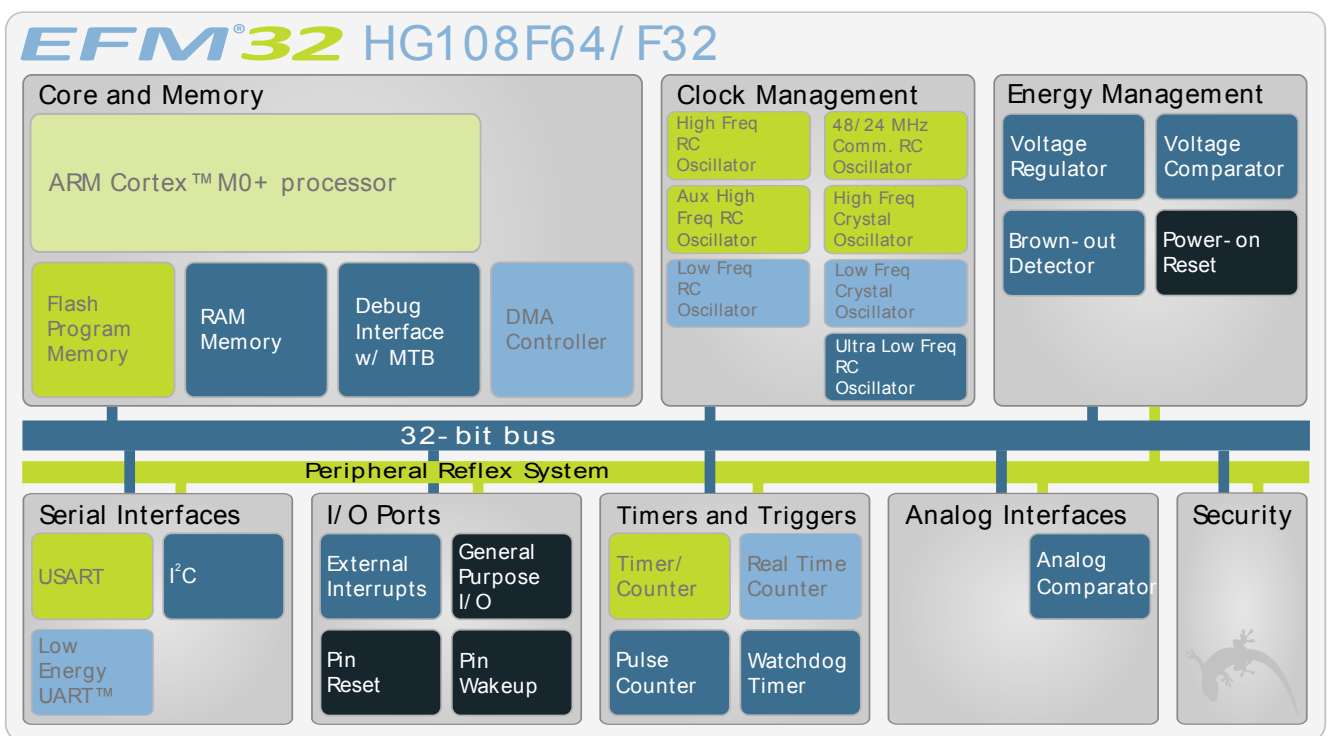 EFM®32 HG108F64/F32
Core and Memory
ARM Cortex™ M0+ processor
Flash
Program
Memory
RAM
Memory
Debug
Interface
w/ MTB
DMA
Controller
Clock Management
High Freq
RC
Oscillator
48/24 MHz
Comm. RC
Oscillator
Aux High
Freq RC
Oscillator
High Freq
Crystal
Oscillator
Low Freq
RC
Oscillator
Low Freq
Crystal
Oscillator
Ultra Low Freq
RC
Oscillator
Energy Management
Voltage
Regulator
Voltage
Comparator
Brown-out
Detector
Power-on
Reset
32-bit bus
Peripheral Reflex System
Serial Interfaces
USART
I²C
Low
Energy
UART™
I/O Ports
External
Interrupts
General
Purpose
I/O
Pin
Reset
Pin
Wakeup
Timers and Triggers
Timer/
Counter
Real Time
Counter
Pulse
Counter
Watchdog
Timer
Analog Interfaces
Analog
Comparator
Security